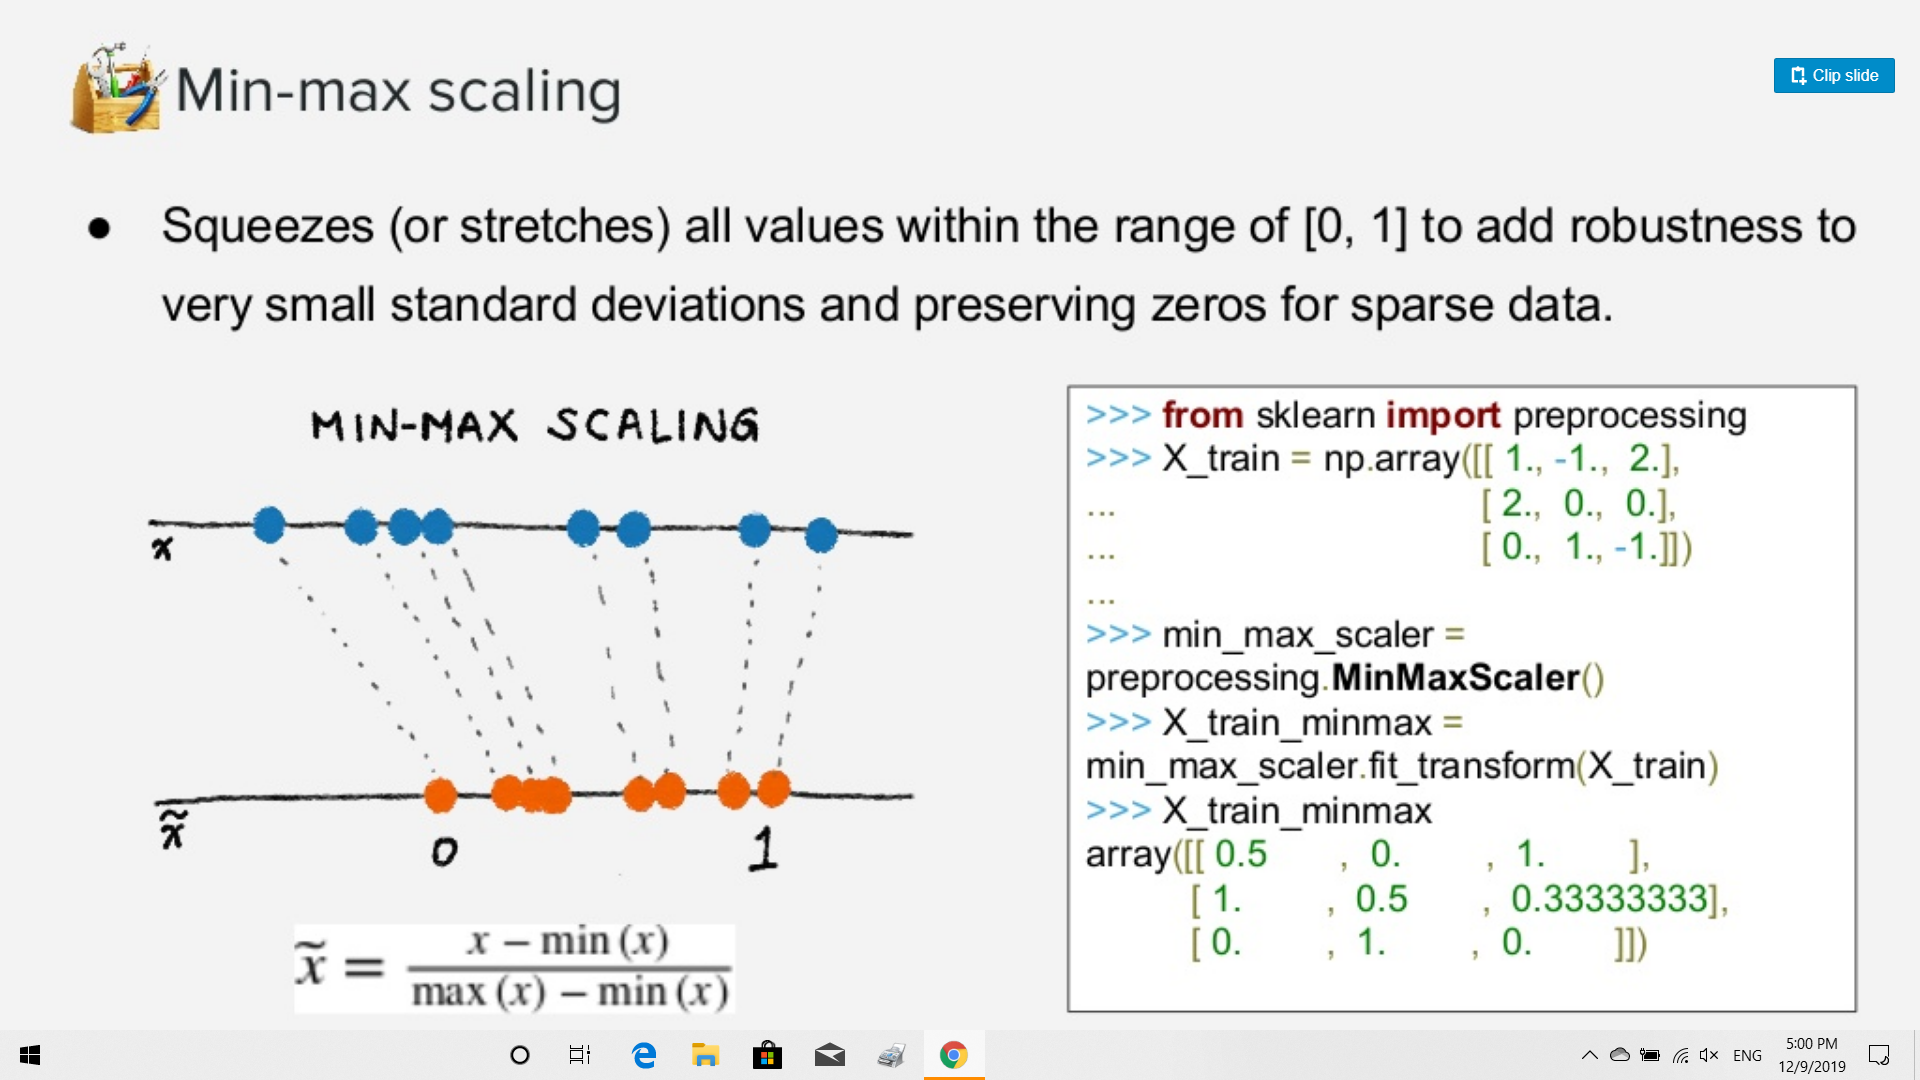 Min-max scaling
Clip slide
● Squeezes (or stretches) all values within the range of [0, 1] to add robustness to
very small standard deviations and preserving zeros for sparse data.
MIN-MAX SCALING
x
x̃
0 1
x̃ = x − min (x) / max (x) − min (x)
>>> from sklearn import preprocessing
>>> X_train = np.array([[ 1., -1., 2.],
... [ 2., 0., 0.],
... [ 0., 1., -1.]])
...
>>> min_max_scaler =
preprocessing.MinMaxScaler()
>>> X_train_minmax =
min_max_scaler.fit_transform(X_train)
>>> X_train_minmax
array([[ 0.5 , 0. , 1. ],
[ 1. , 0.5 , 0.33333333],
[ 0. , 1. , 0. ]])
ENG
5:00 PM
12/9/2019